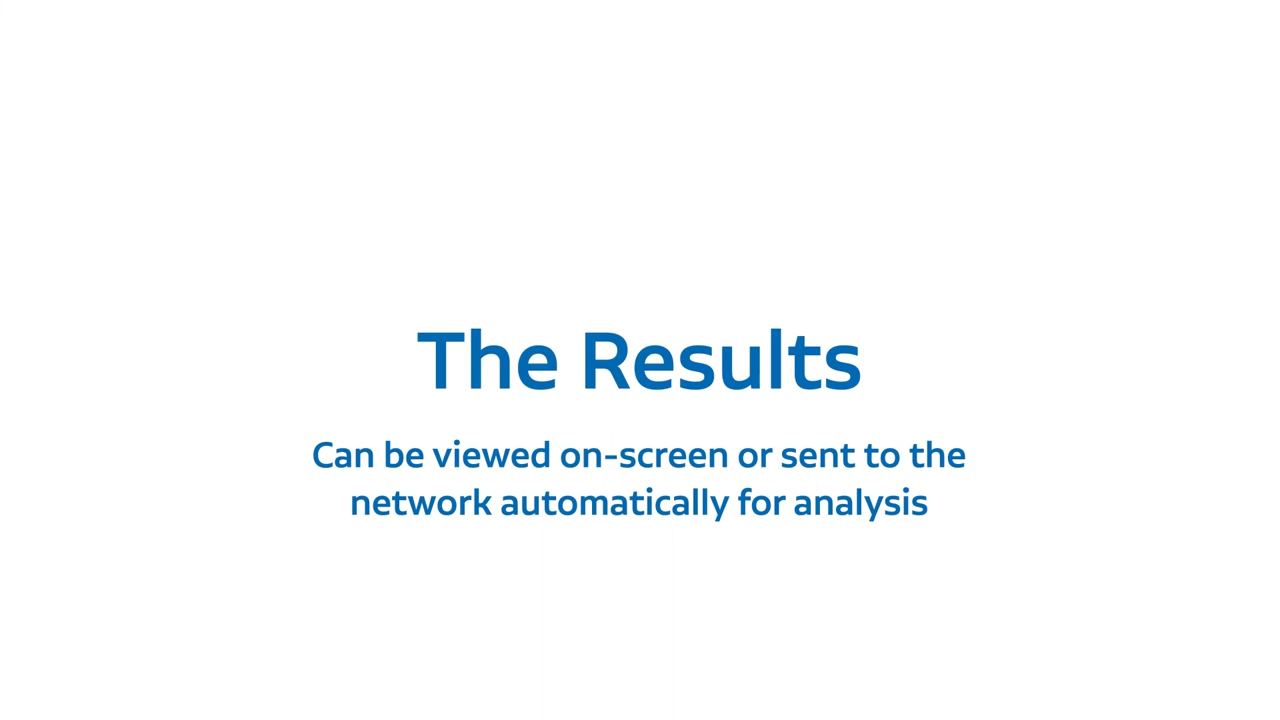 The Results
Can be viewed on-screen or sent to the
network automatically for analysis